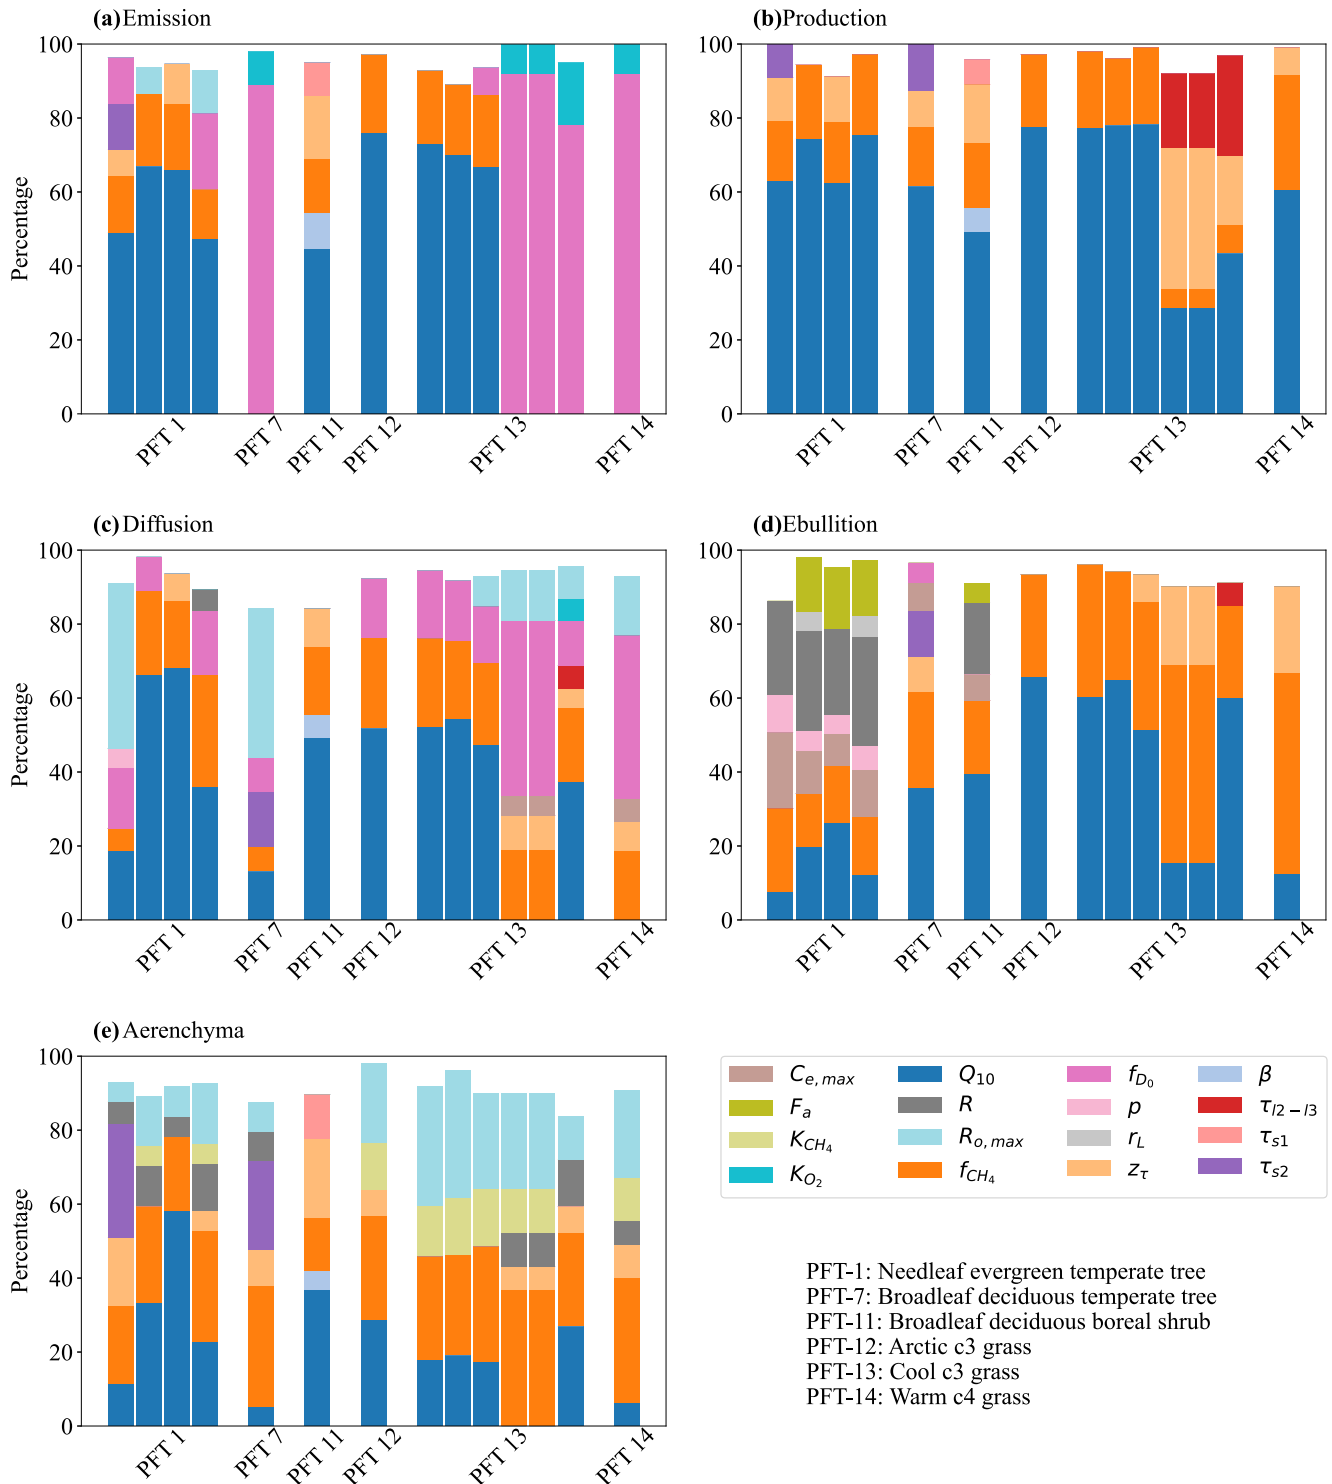 (a) Emission
100
80
60
40
20
0
Percentage
PFT 1
PFT 7
PFT 11
PFT 12
PFT 13
PFT 14
(b) Production
100
80
60
40
20
0
Percentage
PFT 1
PFT 7
PFT 11
PFT 12
PFT 13
PFT 14
(c) Diffusion
100
80
60
40
20
0
Percentage
PFT 1
PFT 7
PFT 11
PFT 12
PFT 13
PFT 14
(d) Ebullition
100
80
60
40
20
0
Percentage
PFT 1
PFT 7
PFT 11
PFT 12
PFT 13
PFT 14
(e) Aerenchyma
100
80
60
40
20
0
Percentage
PFT 1
PFT 7
PFT 11
PFT 12
PFT 13
PFT 14
C_{e, max}
F_a
K_{CH_4}
K_{O_2}
Q_{10}
R
R_{o, max}
f_{CH_4}
f_{D_0}
p
r_L
z_τ
β
τ_{l2-l3}
τ_{s1}
τ_{s2}
PFT-1: Needleaf evergreen temperate tree
PFT-7: Broadleaf deciduous temperate tree
PFT-11: Broadleaf deciduous boreal shrub
PFT-12: Arctic c3 grass
PFT-13: Cool c3 grass
PFT-14: Warm c4 grass